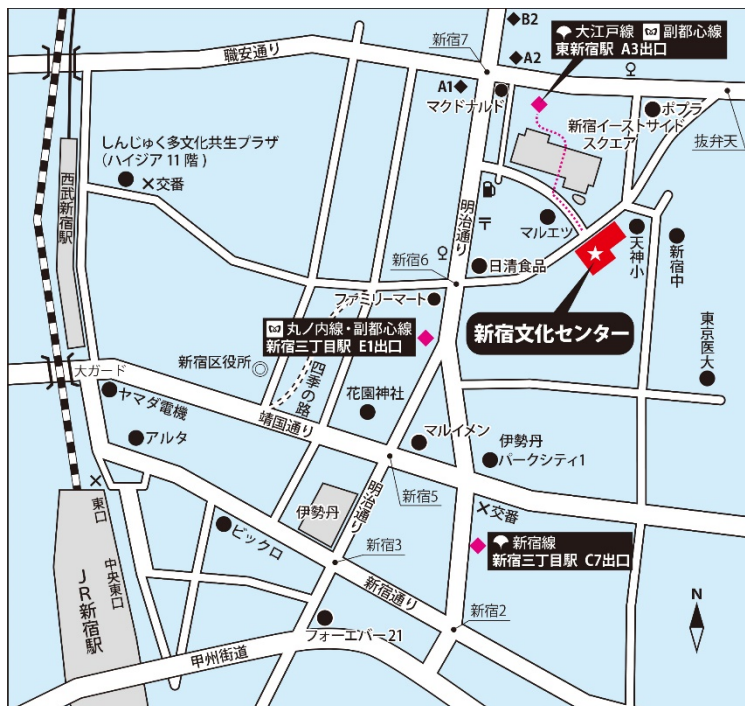 B2
大江戸線 副都心線
東新宿駅 A3出口
新宿7
A2
職安通り
A1
マクドナルド
ポプラ
新宿イーストサイド
スクエア
抜弁天
しんじゅく多文化共生プラザ
(ハイジア 11 階 )
交番
西武新宿駅
明治通り
〒
マルエツ
天神小
新宿中
新宿6
日清食品
ファミリーマート
新宿文化センター
丸ノ内線・副都心線
新宿三丁目駅 E1出口
東京医大
新宿区役所
四季の路
大ガード
ヤマダ電機
靖国通り
花園神社
アルタ
マルイメン
伊勢丹
パークシティ1
新宿5
明治通り
伊勢丹
交番
東口
ビックロ
新宿3
新宿線
新宿三丁目駅 C7出口
中央東口
JR新宿駅
新宿通り
新宿2
N
フォーエバー21
甲州街道